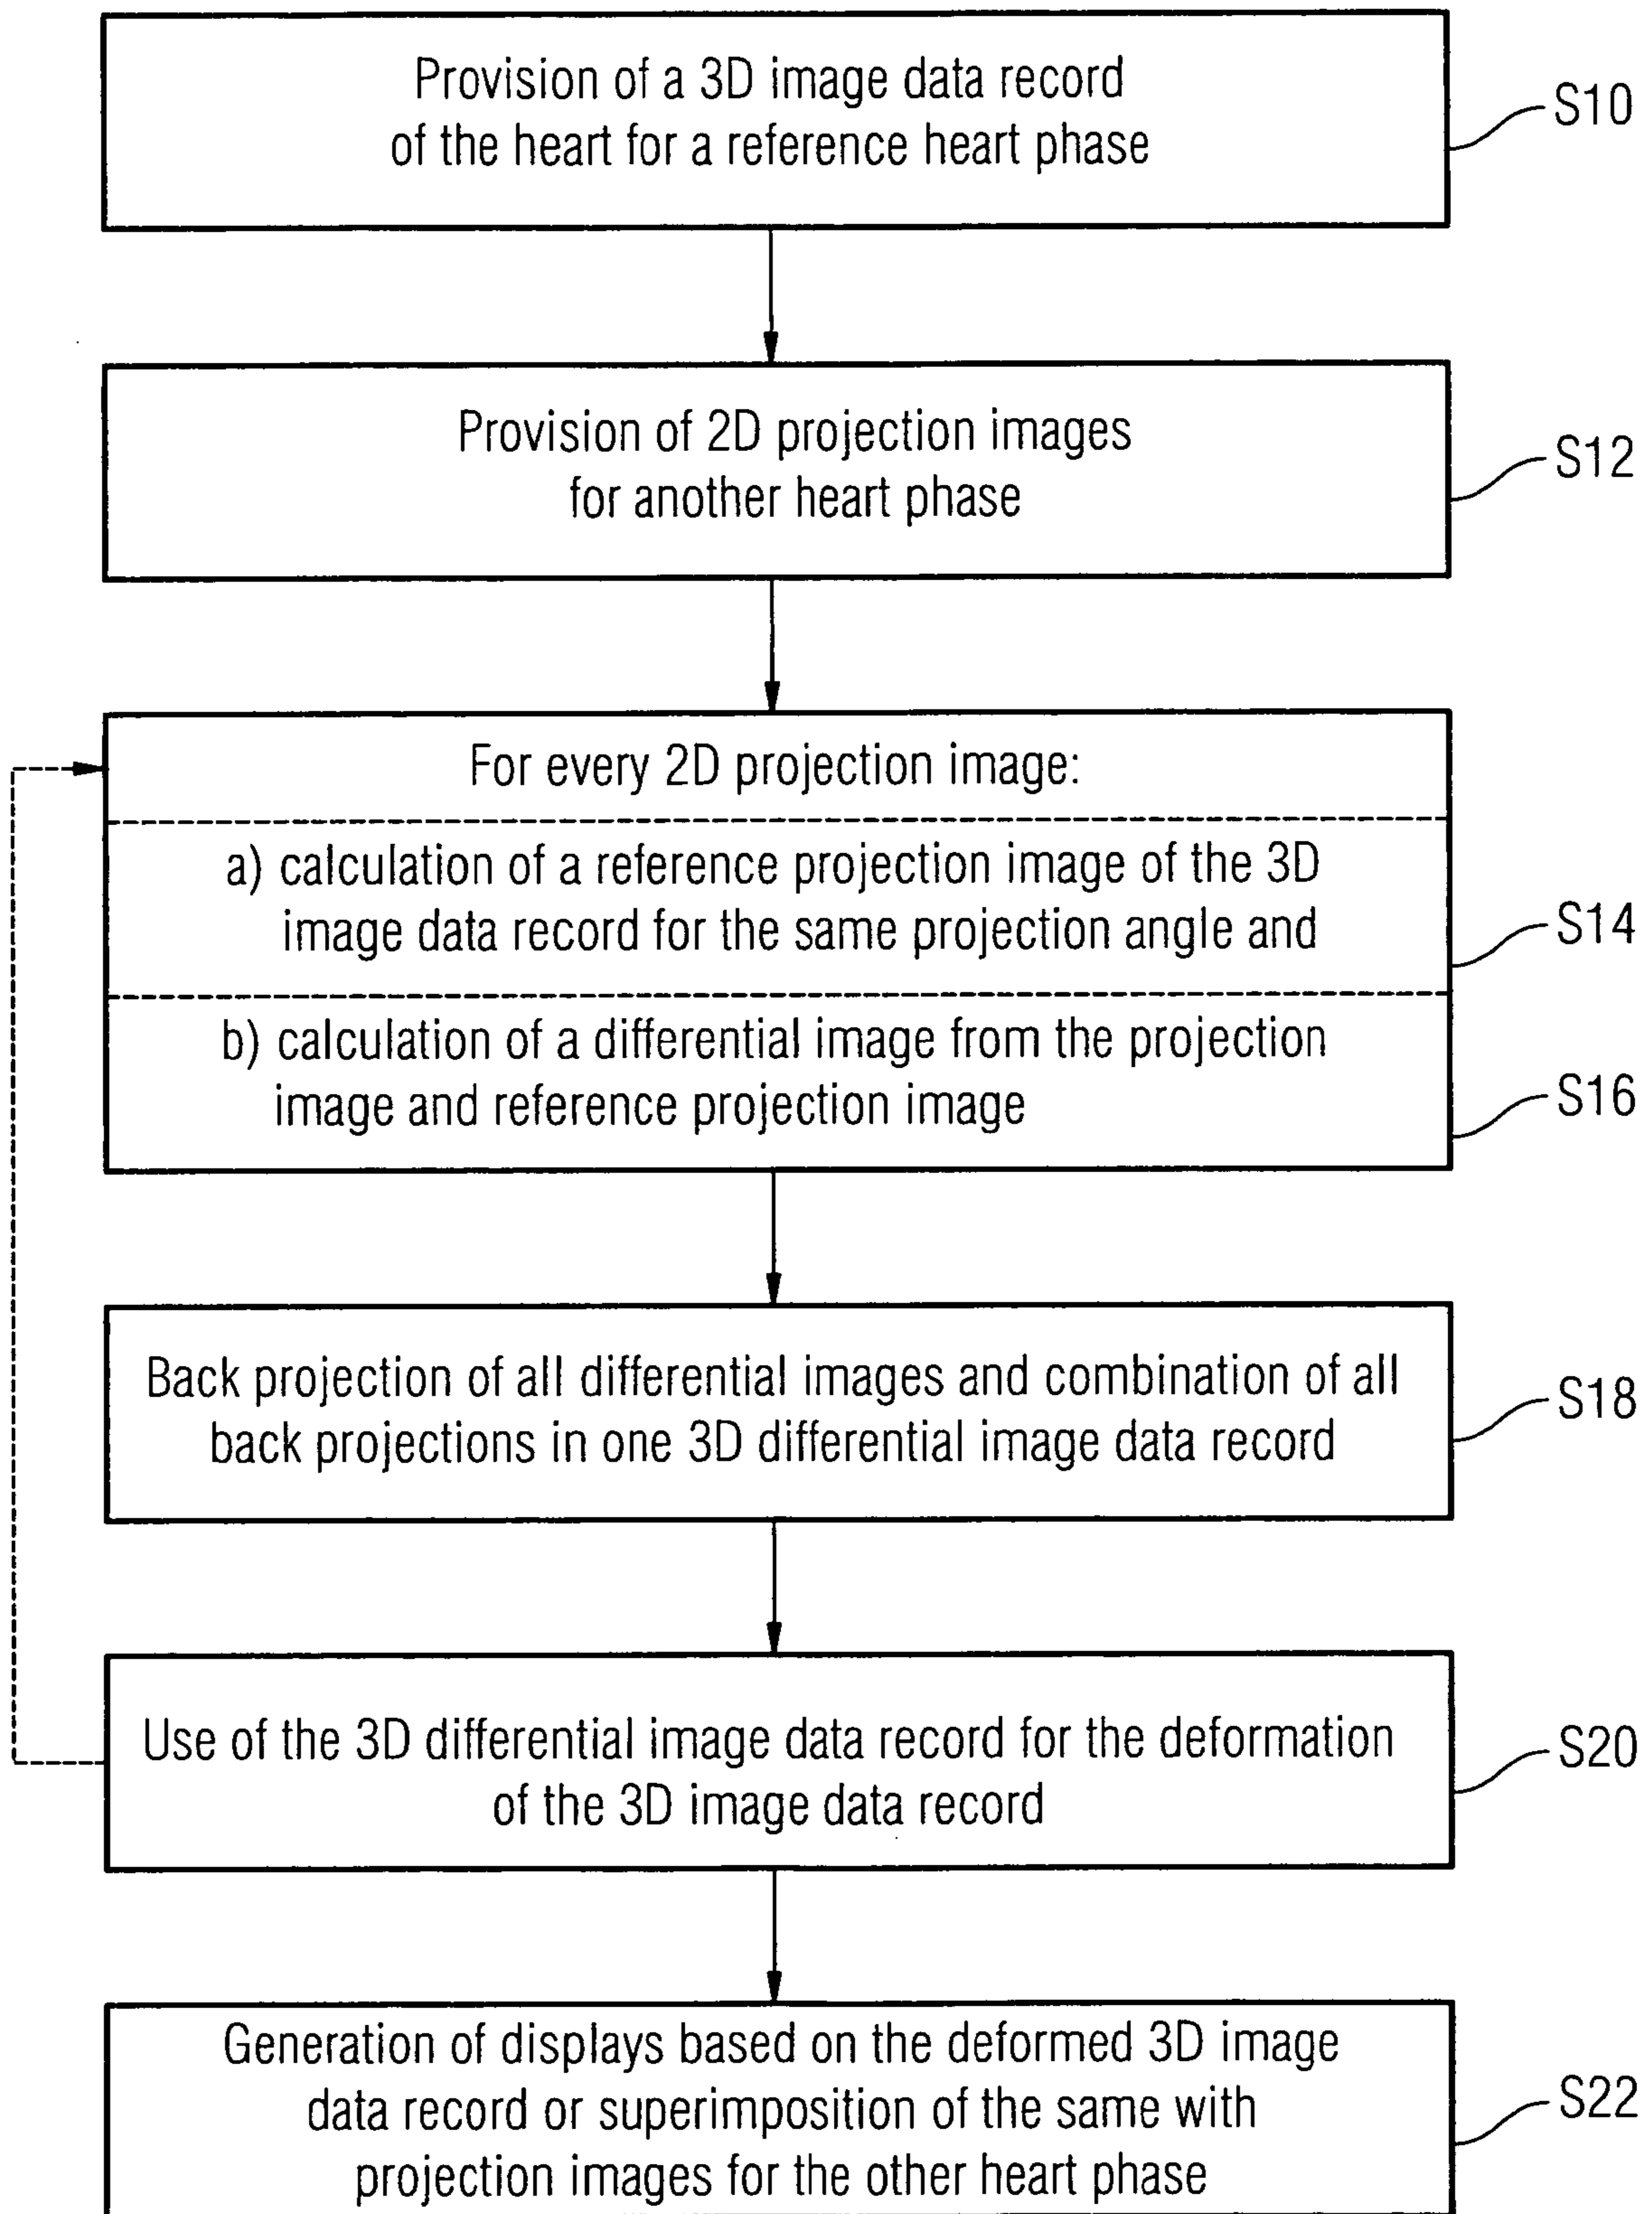 Provision of a 3D image data record
of the heart for a reference heart phase
S10
Provision of 2D projection images
for another heart phase
S12
For every 2D projection image:
a) calculation of a reference projection image of the 3D
image data record for the same projection angle and
S14
b) calculation of a differential image from the projection
image and reference projection image
S16
Back projection of all differential images and combination of all
back projections in one 3D differential image data record
S18
Use of the 3D differential image data record for the deformation
of the 3D image data record
S20
Generation of displays based on the deformed 3D image
data record or superimposition of the same with
projection images for the other heart phase
S22